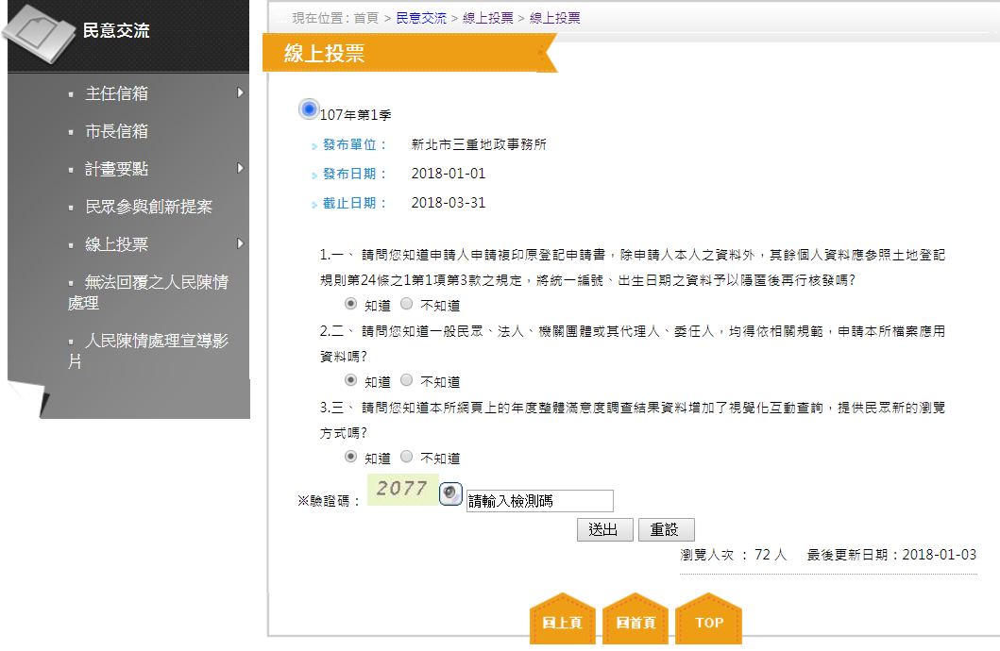 民意交流
主任信箱
市長信箱
計畫要點
民眾參與創新提案
線上投票
無法回覆之人民陳情
處理
人民陳情處理宣導影
片
現在位置 : 首頁 > 民意交流 > 線上投票 > 線上投票
線上投票
107年第1季
發布單位： 新北市三重地政事務所
發布日期： 2018-01-01
截止日期： 2018-03-31
1.一、 請問您知道申請人申請複印原登記申請書，除申請人本人之資料外，其餘個人資料應參照土地登記
規則第24條之1第1項第3款之規定，將統一編號、出生日期之資料予以隱匿後再行核發嗎?
知道 不知道
2.二、 請問您知道一般民眾、法人、機關團體或其代理人、委任人，均得依相關規範，申請本所檔案應用
資料嗎?
知道 不知道
3.三、 請問您知道本所網頁上的年度整體滿意度調查結果資料增加了視覺化互動查詢，提供民眾新的瀏覽
方式嗎?
知道 不知道
※驗證碼： 2077 請輸入檢測碼
送出 重設
瀏覽人次 ： 72 人 最後更新日期：2018-01-03
回上頁 回首頁 TOP